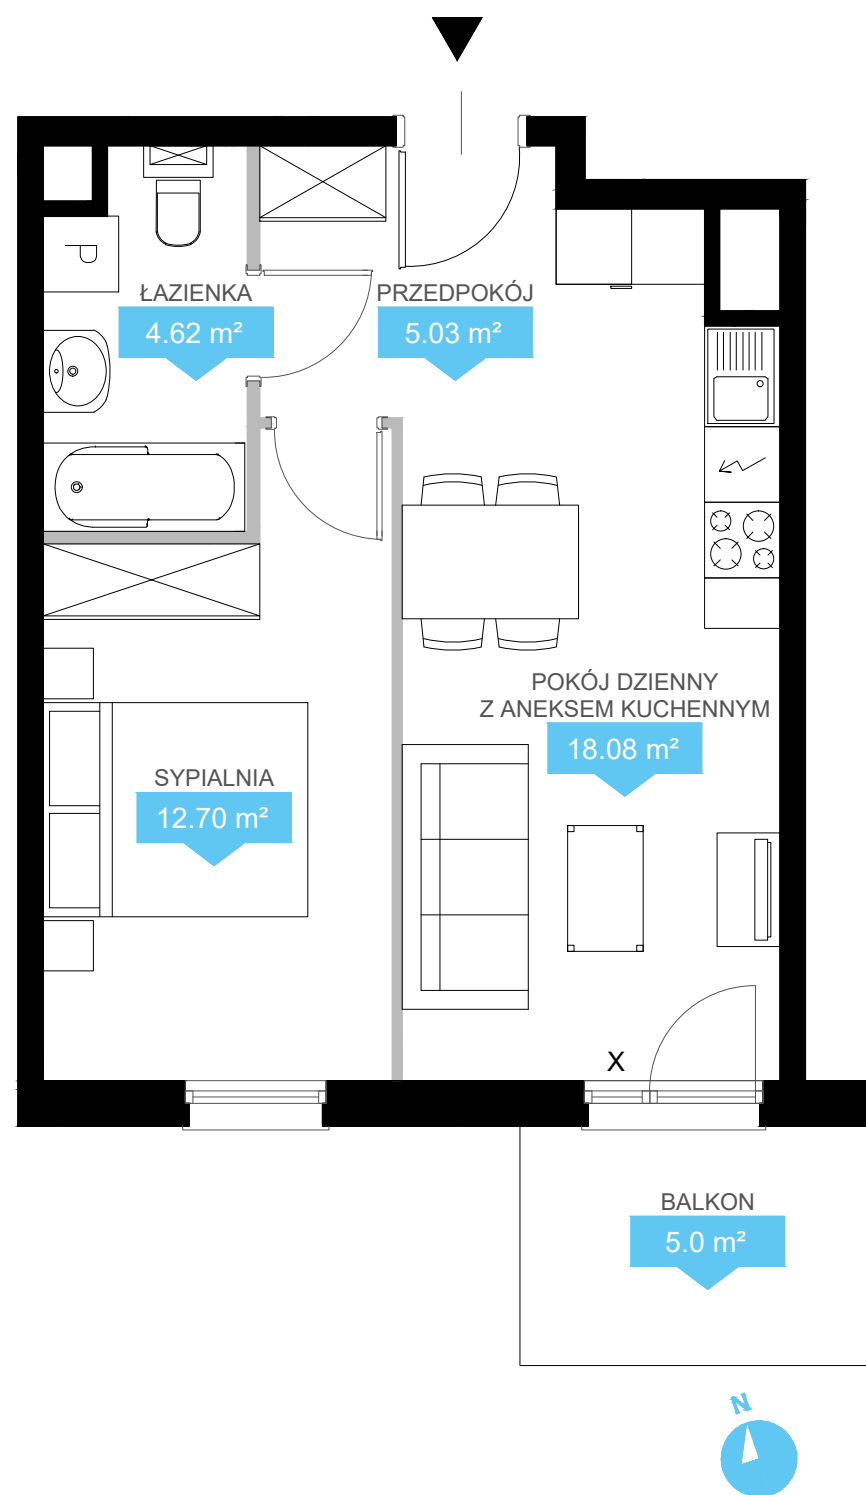 P
ŁAZIENKA
4.62 m²
PRZEDPOKÓJ
5.03 m²
POKÓJ DZIENNY
Z ANEKSEM KUCHENNYM
18.08 m²
SYPIALNIA
12.70 m²
X
BALKON
5.0 m²
N